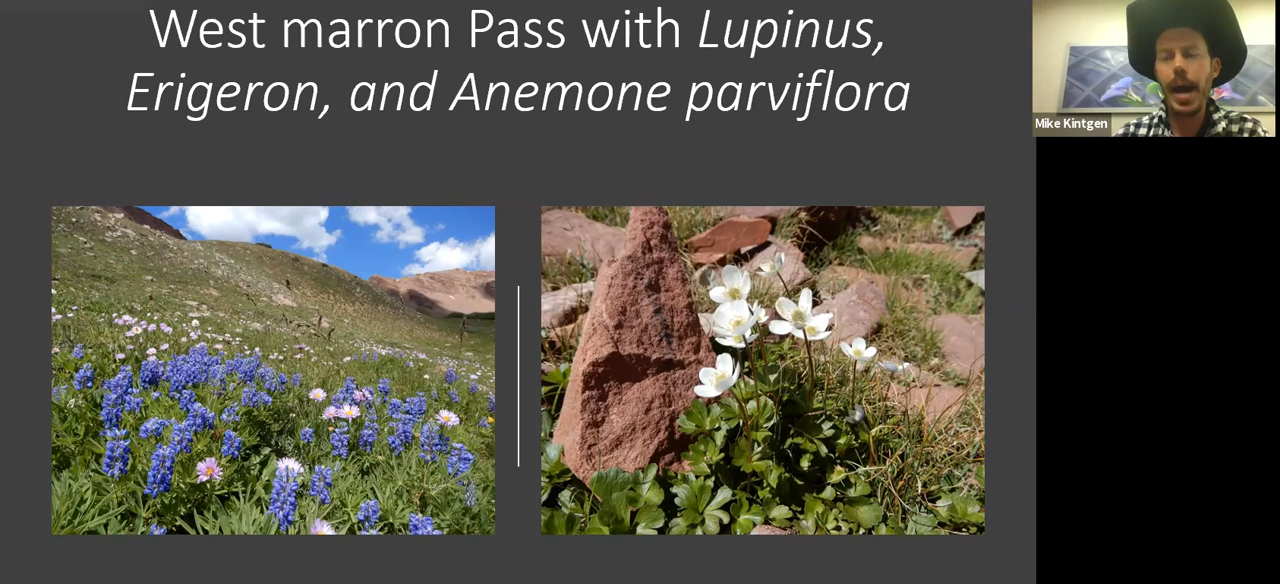 West marron Pass with Lupinus,
Erigeron, and Anemone parviflora
Mike Kintgen